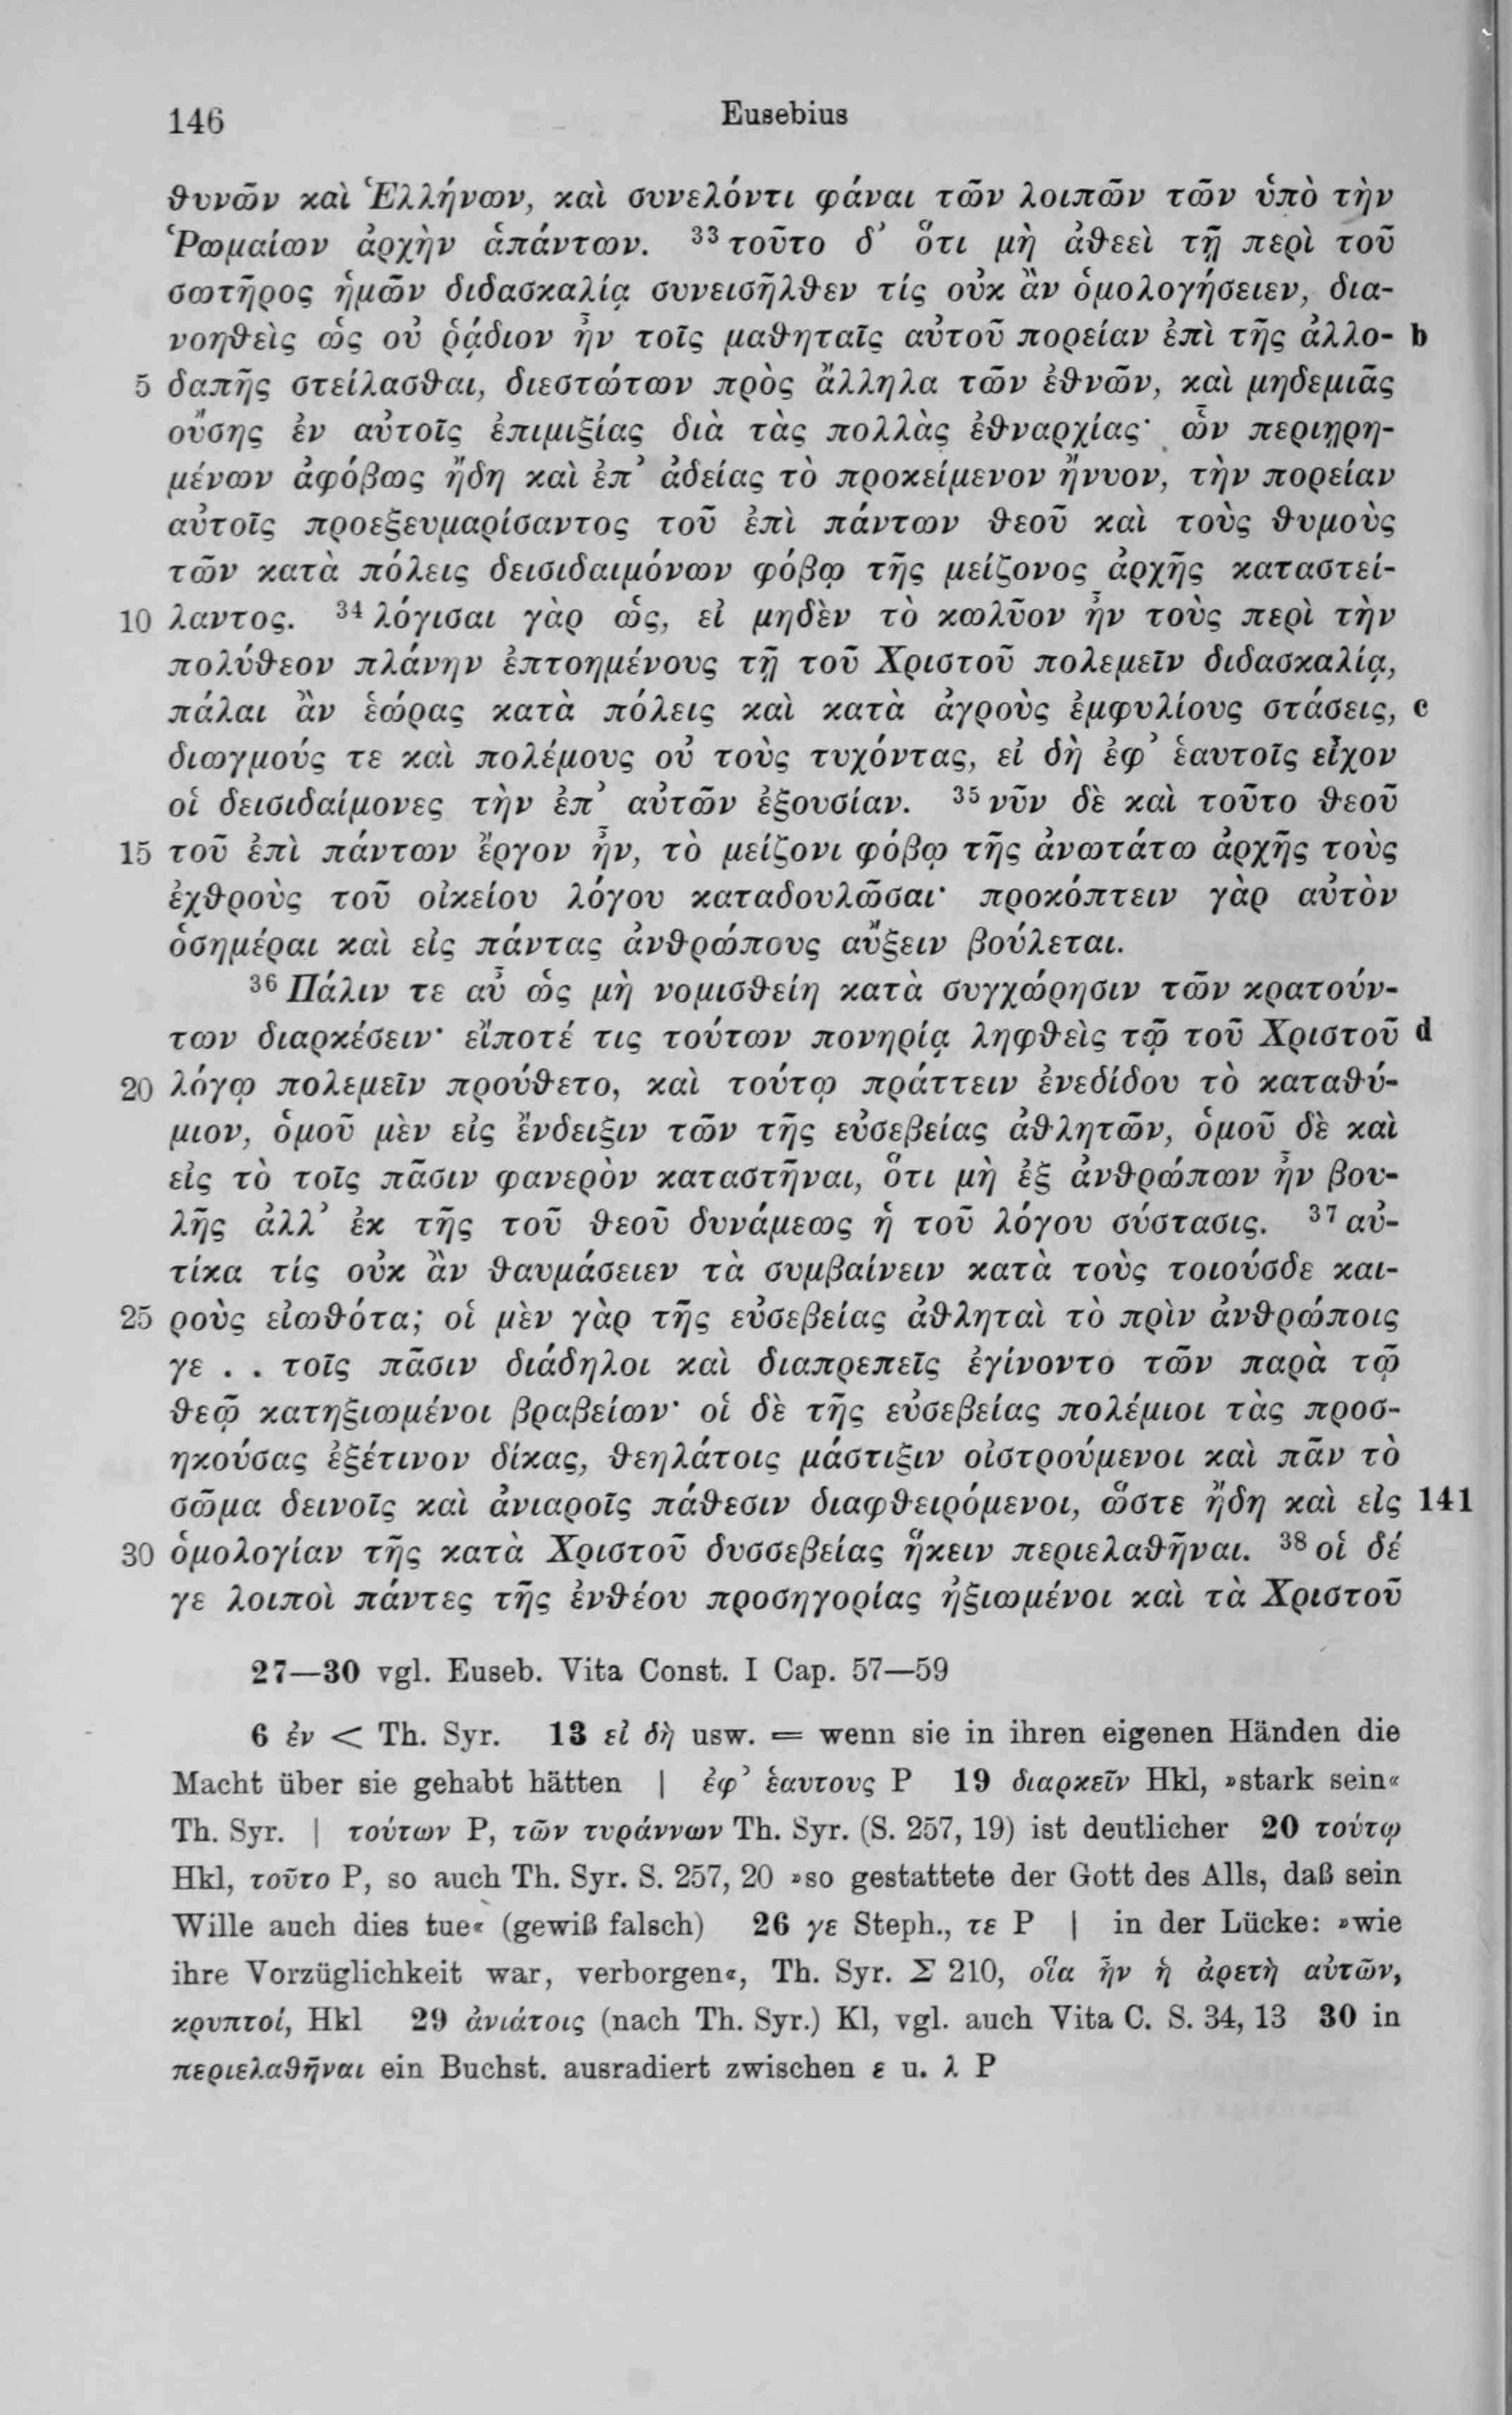 146 Eusebius
θυνῶν καὶ Ἑλλήνων, καὶ συνελόντι φάναι τῶν λοιπῶν τῶν ὑπὸ τὴν
Ῥωμαίων ἀρχὴν ἁπάντων. ³³ τοῦτο δ’ ὅτι μὴ ἀθεεὶ τῇ περὶ τοῦ
σωτῆρος ἡμῶν διδασκαλίᾳ συνεισῆλθεν τίς οὐκ ἂν ὁμολογήσειεν, δια-
νοηθεὶς ὡς οὐ ῥᾴδιον ἦν τοῖς μαθηταῖς αὐτοῦ πορείαν ἐπὶ τῆς ἀλλο- b
5 δαπῆς στείλασθαι, διεστώτων πρὸς ἄλληλα τῶν ἐθνῶν, καὶ μηδεμιᾶς
οὔσης ἐν αὐτοῖς ἐπιμιξίας διὰ τὰς πολλὰς ἐθναρχίας· ὧν περιῃρη-
μένων ἀφόβως ἤδη καὶ ἐπ’ ἀδείας τὸ προκείμενον ἤνυον, τὴν πορείαν
αὐτοῖς προεξευμαρίσαντος τοῦ ἐπὶ πάντων θεοῦ καὶ τοὺς θυμοὺς
τῶν κατὰ πόλεις δεισιδαιμόνων φόβῳ τῆς μείζονος ἀρχῆς καταστεί-
10 λαντος. ³⁴ λόγισαι γὰρ ὡς, εἰ μηδὲν τὸ κωλῦον ἦν τοὺς περὶ τὴν
πολύθεον πλάνην ἐπτοημένους τῇ τοῦ Χριστοῦ πολεμεῖν διδασκαλίᾳ,
πάλαι ἂν ἑώρας κατὰ πόλεις καὶ κατὰ ἀγροὺς ἐμφυλίους στάσεις, c
διωγμούς τε καὶ πολέμους οὐ τοὺς τυχόντας, εἰ δὴ ἐφ’ ἑαυτοῖς εἶχον
οἱ δεισιδαίμονες τὴν ἐπ’ αὐτῶν ἐξουσίαν. ³⁵ νῦν δὲ καὶ τοῦτο θεοῦ
15 τοῦ ἐπὶ πάντων ἔργον ἦν, τὸ μείζονι φόβῳ τῆς ἀνωτάτω ἀρχῆς τοὺς
ἐχθροὺς τοῦ οἰκείου λόγου καταδουλῶσαι· προκόπτειν γὰρ αὐτὸν
ὁσημέραι καὶ εἰς πάντας ἀνθρώπους αὔξειν βούλεται.
³⁶ Πάλιν τε αὖ ὡς μὴ νομισθείη κατὰ συγχώρησιν τῶν κρατούν-
των διαρκέσειν· εἴποτέ τις τούτων πονηρίᾳ ληφθεὶς τῷ τοῦ Χριστοῦ d
20 λόγῳ πολεμεῖν προύθετο, καὶ τούτῳ πράττειν ἐνεδίδου τὸ καταθύ-
μιον, ὁμοῦ μὲν εἰς ἔνδειξιν τῶν τῆς εὐσεβείας ἀθλητῶν, ὁμοῦ δὲ καὶ
εἰς τὸ τοῖς πᾶσιν φανερὸν καταστῆναι, ὅτι μὴ ἐξ ἀνθρώπων ἦν βου-
λῆς ἀλλ’ ἐκ τῆς τοῦ θεοῦ δυνάμεως ἡ τοῦ λόγου σύστασις. ³⁷ αὐ-
τίκα τίς οὐκ ἂν θαυμάσειεν τὰ συμβαίνειν κατὰ τοὺς τοιούσδε και-
25 ροὺς εἰωθότα; οἱ μὲν γὰρ τῆς εὐσεβείας ἀθληταὶ τὸ πρὶν ἀνθρώποις
γε . . τοῖς πᾶσιν διάδηλοι καὶ διαπρεπεῖς ἐγίνοντο τῶν παρὰ τῷ
θεῷ κατηξιωμένοι βραβείων· οἱ δὲ τῆς εὐσεβείας πολέμιοι τὰς προσ-
ηκούσας ἐξέτινον δίκας, θεηλάτοις μάστιξιν οἰστρούμενοι καὶ πᾶν τὸ
σῶμα δεινοῖς καὶ ἀνιαροῖς πάθεσιν διαφθειρόμενοι, ὥστε ἤδη καὶ εἰς 141
30 ὁμολογίαν τῆς κατὰ Χριστοῦ δυσσεβείας ἥκειν περιελαθῆναι. ³⁸ οἱ δέ
γε λοιποὶ πάντες τῆς ἐνθέου προσηγορίας ἠξιωμένοι καὶ τὰ Χριστοῦ
27—30 vgl. Euseb. Vita Const. I Cap. 57—59
6 ἐν < Th. Syr. 13 εἰ δὴ usw. = wenn sie in ihren eigenen Händen die
Macht über sie gehabt hätten | ἐφ’ ἑαυτους P 19 διαρκεῖν Hkl, »stark sein«
Th. Syr. | τούτων P, τῶν τυράννων Th. Syr. (S. 257, 19) ist deutlicher 20 τούτῳ
Hkl, τοῦτο P, so auch Th. Syr. S. 257, 20 »so gestattete der Gott des Alls, daß sein
Wille auch dies tue« (gewiß falsch) 26 γε Steph., τε P | in der Lücke: »wie
ihre Vorzüglichkeit war, verborgen«, Th. Syr. Σ 210, οἵα ἦν ἡ ἀρετὴ αὐτῶν,
κρυπτοί, Hkl 29 ἀνιάτοις (nach Th. Syr.) Kl, vgl. auch Vita C. S. 34, 13 30 in
περιελαθῆναι ein Buchst. ausradiert zwischen ε u. λ P